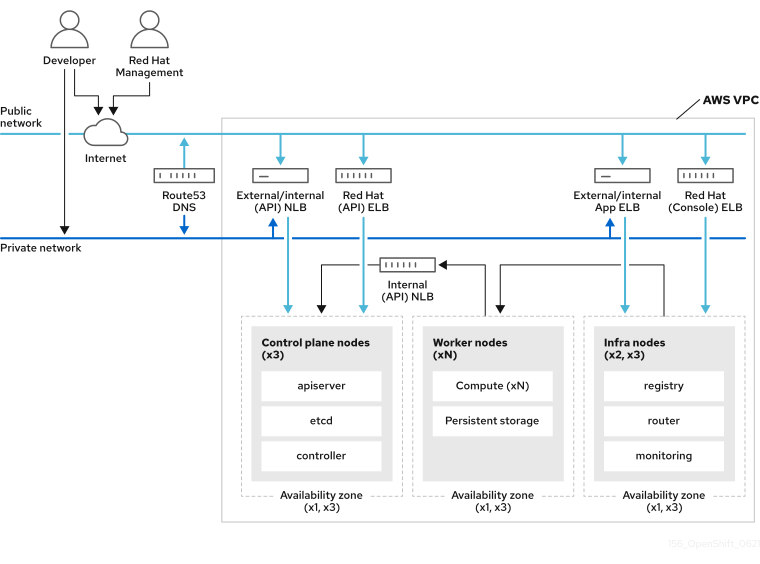 Developer
Red Hat
Management
AWS VPC
Public
network
Internet
Route53
DNS
External/internal
(API) NLB
Red Hat
(API) ELB
External/internal
App ELB
Red Hat
(Console) ELB
Private network
Internal
(API) NLB
Control plane nodes
(x3)
apiserver
etcd
controller
Availability zone
(x1, x3)
Worker nodes
(xN)
Compute (xN)
Persistent storage
Availability zone
(x1, x3)
Infra nodes
(x2, x3)
registry
router
monitoring
Availability zone
(x1, x3)
156_OpenShift_0621